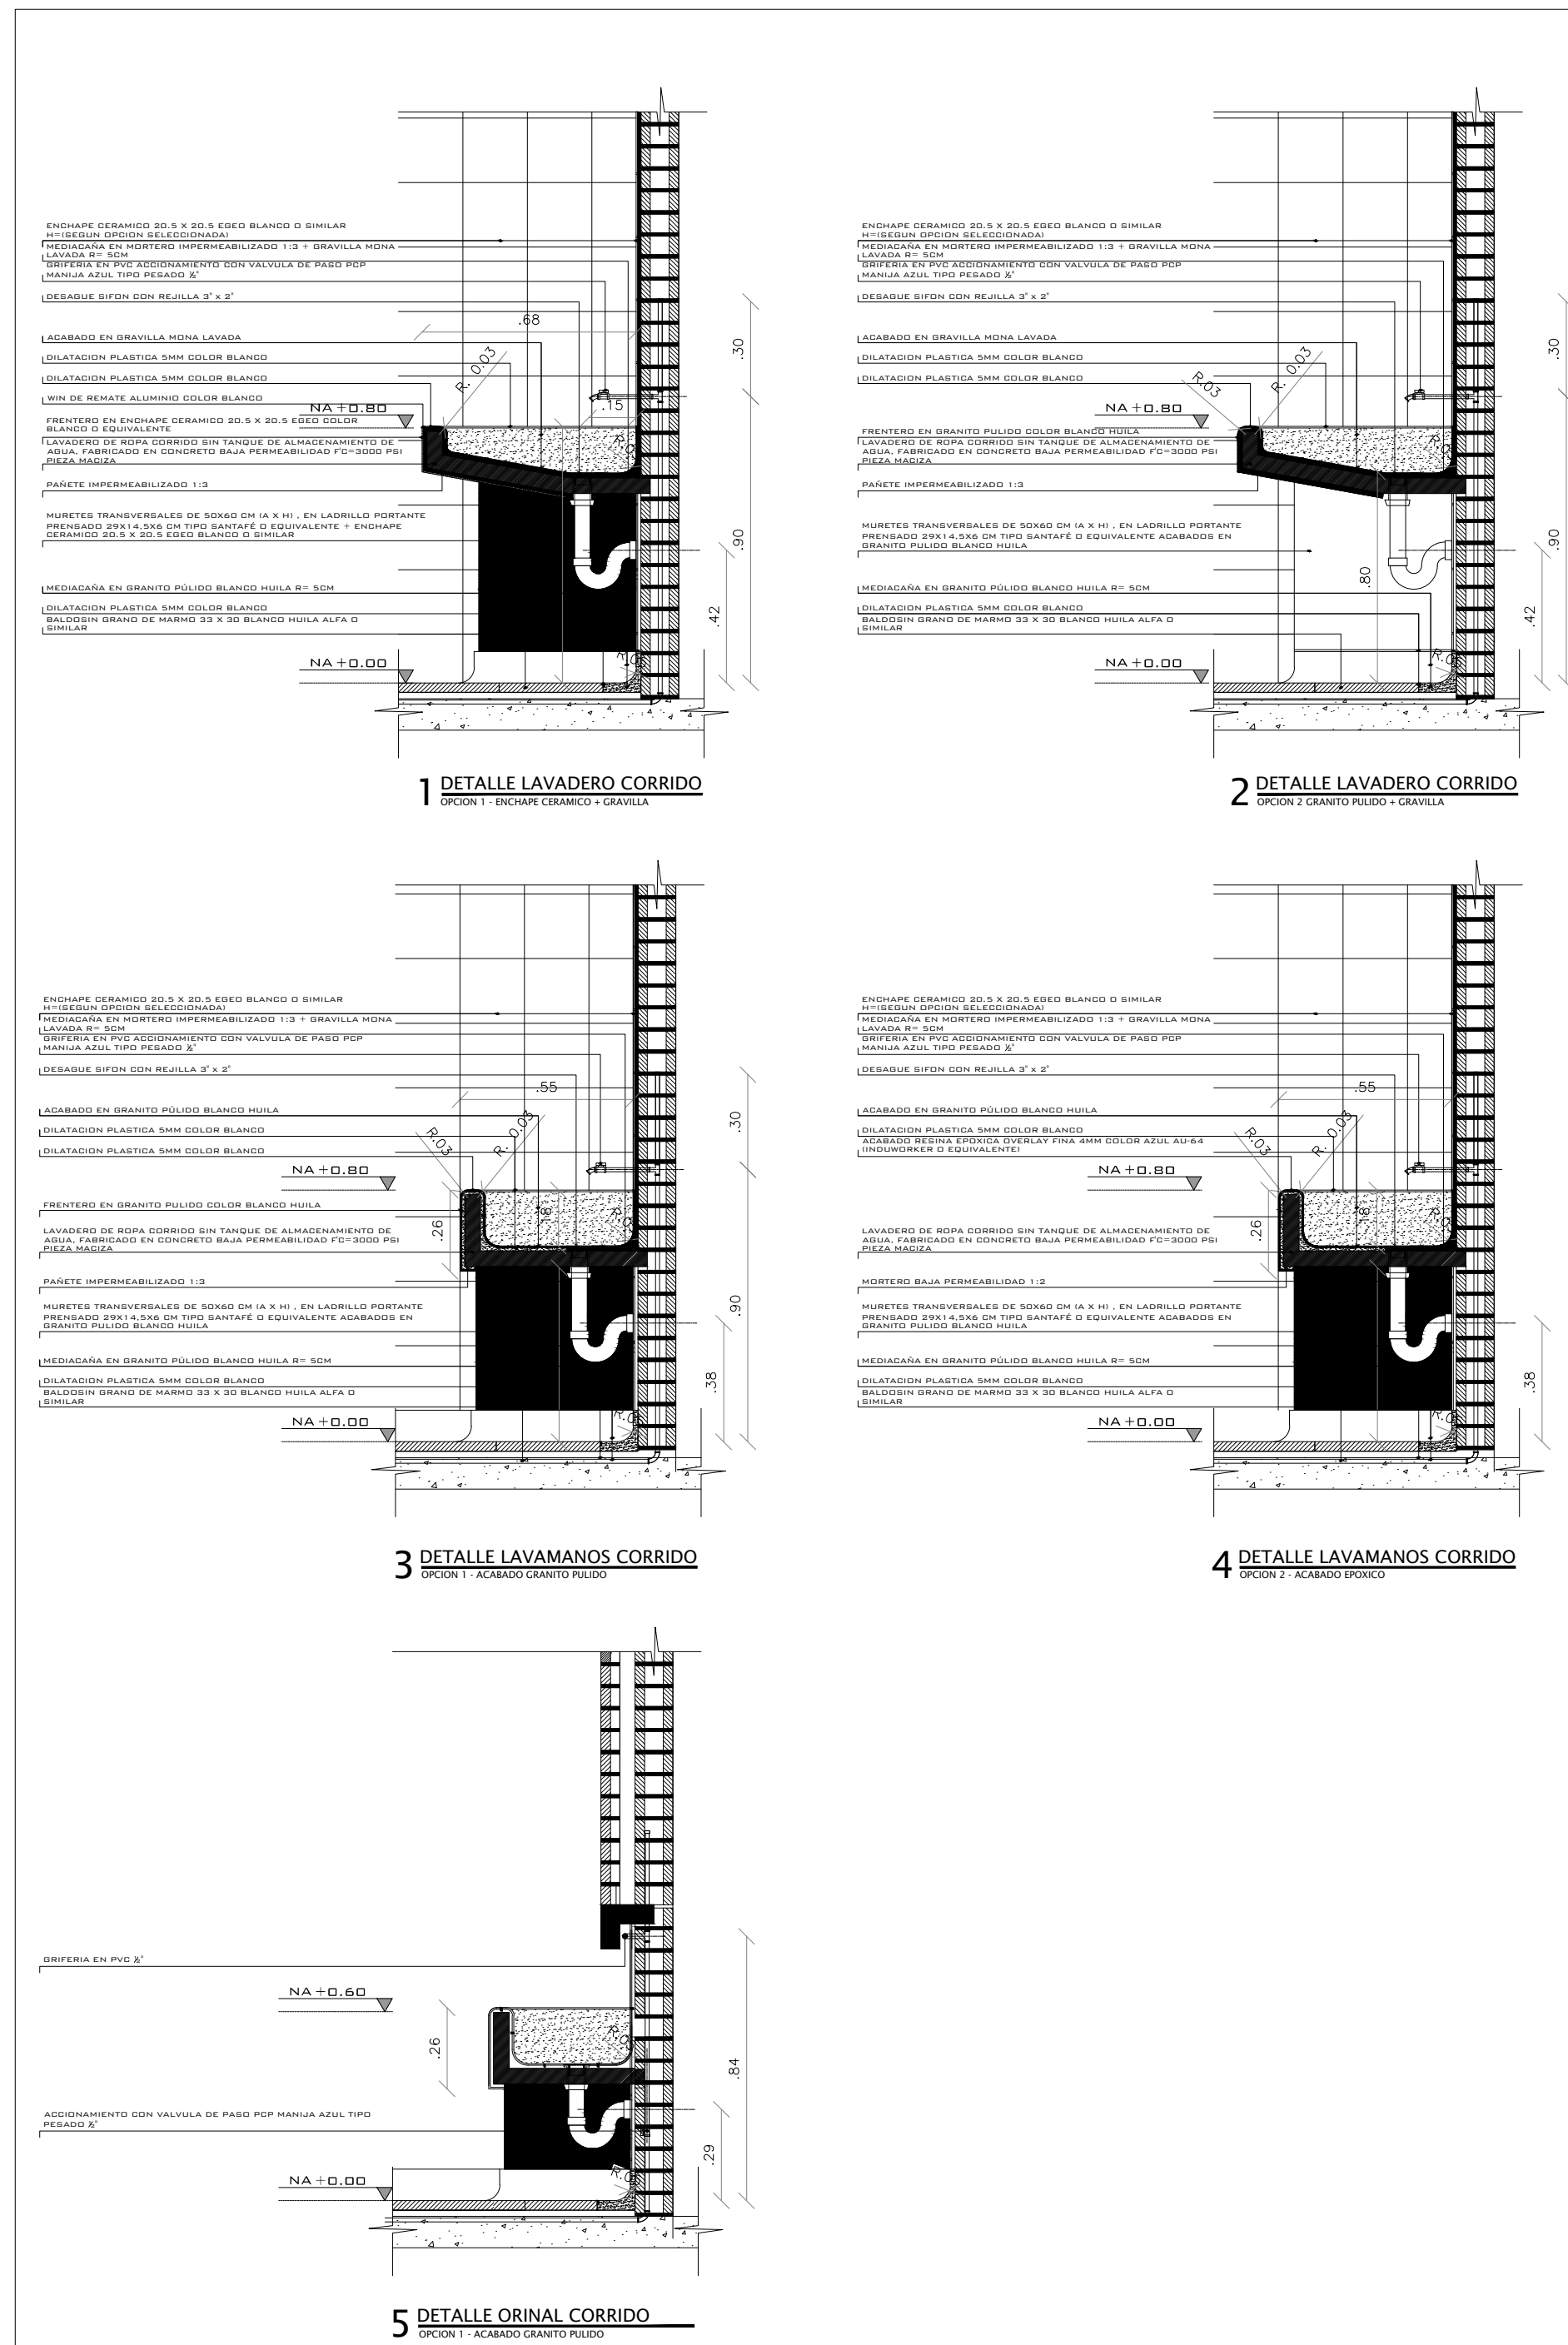 ENCHAPE CERAMICO 20.5 X 20.5 EGEO BLANCO O SIMILAR
H=(SEGUN OPCION SELECCIONADA)
MEDIACAÑA EN MORTERO IMPERMEABILIZADO 1:3 + GRAVILLA MONA
LAVADA R= 5CM
GRIFERIA EN PVC ACCIONAMIENTO CON VALVULA DE PASO PCP
MANIJA AZUL TIPO PESADO ½"
DESAGUE SIFON CON REJILLA 3" x 2"
ACABADO EN GRAVILLA MONA LAVADA
DILATACION PLASTICA 5MM COLOR BLANCO
DILATACION PLASTICA 5MM COLOR BLANCO
WIN DE REMATE ALUMINIO COLOR BLANCO
FRENTERO EN ENCHAPE CERAMICO 20.5 X 20.5 EGEO COLOR
BLANCO O EQUIVALENTE
LAVADERO DE ROPA CORRIDO SIN TANQUE DE ALMACENAMIENTO DE
AGUA, FABRICADO EN CONCRETO BAJA PERMEABILIDAD F'C=3000 PSI
PIEZA MACIZA
PAÑETE IMPERMEABILIZADO 1:3
MURETES TRANSVERSALES DE 50X60 CM (A X H) , EN LADRILLO PORTANTE
PRENSADO 29X14,5X6 CM TIPO SANTAFÉ O EQUIVALENTE + ENCHAPE
CERAMICO 20.5 X 20.5 EGEO BLANCO O SIMILAR
MEDIACAÑA EN GRANITO PÚLIDO BLANCO HUILA R= 5CM
DILATACION PLASTICA 5MM COLOR BLANCO
BALDOSIN GRANO DE MARMO 33 X 30 BLANCO HUILA ALFA O
SIMILAR
NA +0.80
NA +0.00
.68
R. 0.03
.15
.30
.90
.42
1 DETALLE LAVADERO CORRIDO
OPCION 1 - ENCHAPE CERAMICO + GRAVILLA
ENCHAPE CERAMICO 20.5 X 20.5 EGEO BLANCO O SIMILAR
H=(SEGUN OPCION SELECCIONADA)
MEDIACAÑA EN MORTERO IMPERMEABILIZADO 1:3 + GRAVILLA MONA
LAVADA R= 5CM
GRIFERIA EN PVC ACCIONAMIENTO CON VALVULA DE PASO PCP
MANIJA AZUL TIPO PESADO ½"
DESAGUE SIFON CON REJILLA 3" x 2"
ACABADO EN GRAVILLA MONA LAVADA
DILATACION PLASTICA 5MM COLOR BLANCO
DILATACION PLASTICA 5MM COLOR BLANCO
FRENTERO EN GRANITO PULIDO COLOR BLANCO HUILA
LAVADERO DE ROPA CORRIDO SIN TANQUE DE ALMACENAMIENTO DE
AGUA, FABRICADO EN CONCRETO BAJA PERMEABILIDAD F'C=3000 PSI
PIEZA MACIZA
PAÑETE IMPERMEABILIZADO 1:3
MURETES TRANSVERSALES DE 50X60 CM (A X H) , EN LADRILLO PORTANTE
PRENSADO 29X14,5X6 CM TIPO SANTAFÉ O EQUIVALENTE ACABADOS EN
GRANITO PULIDO BLANCO HUILA
MEDIACAÑA EN GRANITO PÚLIDO BLANCO HUILA R= 5CM
DILATACION PLASTICA 5MM COLOR BLANCO
BALDOSIN GRANO DE MARMO 33 X 30 BLANCO HUILA ALFA O
SIMILAR
NA +0.80
NA +0.00
R.03
R. 0.03
.80
.30
.90
.42
2 DETALLE LAVADERO CORRIDO
OPCION 2 GRANITO PULIDO + GRAVILLA
ENCHAPE CERAMICO 20.5 X 20.5 EGEO BLANCO O SIMILAR
H=(SEGUN OPCION SELECCIONADA)
MEDIACAÑA EN MORTERO IMPERMEABILIZADO 1:3 + GRAVILLA MONA
LAVADA R= 5CM
GRIFERIA EN PVC ACCIONAMIENTO CON VALVULA DE PASO PCP
MANIJA AZUL TIPO PESADO ½"
DESAGUE SIFON CON REJILLA 3" x 2"
ACABADO EN GRANITO PÚLIDO BLANCO HUILA
DILATACION PLASTICA 5MM COLOR BLANCO
DILATACION PLASTICA 5MM COLOR BLANCO
FRENTERO EN GRANITO PULIDO COLOR BLANCO HUILA
LAVADERO DE ROPA CORRIDO SIN TANQUE DE ALMACENAMIENTO DE
AGUA, FABRICADO EN CONCRETO BAJA PERMEABILIDAD F'C=3000 PSI
PIEZA MACIZA
PAÑETE IMPERMEABILIZADO 1:3
MURETES TRANSVERSALES DE 50X60 CM (A X H) , EN LADRILLO PORTANTE
PRENSADO 29X14,5X6 CM TIPO SANTAFÉ O EQUIVALENTE ACABADOS EN
GRANITO PULIDO BLANCO HUILA
MEDIACAÑA EN GRANITO PÚLIDO BLANCO HUILA R= 5CM
DILATACION PLASTICA 5MM COLOR BLANCO
BALDOSIN GRANO DE MARMO 33 X 30 BLANCO HUILA ALFA O
SIMILAR
NA +0.80
NA +0.00
.55
R.03
R. 0.03
.26
.18
.30
.90
.38
3 DETALLE LAVAMANOS CORRIDO
OPCION 1 - ACABADO GRANITO PULIDO
ENCHAPE CERAMICO 20.5 X 20.5 EGEO BLANCO O SIMILAR
H=(SEGUN OPCION SELECCIONADA)
MEDIACAÑA EN MORTERO IMPERMEABILIZADO 1:3 + GRAVILLA MONA
LAVADA R= 5CM
GRIFERIA EN PVC ACCIONAMIENTO CON VALVULA DE PASO PCP
MANIJA AZUL TIPO PESADO ½"
DESAGUE SIFON CON REJILLA 3" x 2"
ACABADO EN GRANITO PÚLIDO BLANCO HUILA
DILATACION PLASTICA 5MM COLOR BLANCO
ACABADO RESINA EPOXICA OVERLAY FINA 4MM COLOR AZUL AU-64
(INDUWORKER O EQUIVALENTE)
LAVADERO DE ROPA CORRIDO SIN TANQUE DE ALMACENAMIENTO DE
AGUA, FABRICADO EN CONCRETO BAJA PERMEABILIDAD F'C=3000 PSI
PIEZA MACIZA
MORTERO BAJA PERMEABILIDAD 1:2
MURETES TRANSVERSALES DE 50X60 CM (A X H) , EN LADRILLO PORTANTE
PRENSADO 29X14,5X6 CM TIPO SANTAFÉ O EQUIVALENTE ACABADOS EN
GRANITO PULIDO BLANCO HUILA
MEDIACAÑA EN GRANITO PÚLIDO BLANCO HUILA R= 5CM
DILATACION PLASTICA 5MM COLOR BLANCO
BALDOSIN GRANO DE MARMO 33 X 30 BLANCO HUILA ALFA O
SIMILAR
NA +0.80
NA +0.00
.55
R.03
R. 0.03
.26
.18
.38
4 DETALLE LAVAMANOS CORRIDO
OPCION 2 - ACABADO EPOXICO
GRIFERIA EN PVC ½"
NA +0.60
.26
.84
ACCIONAMIENTO CON VALVULA DE PASO PCP MANIJA AZUL TIPO
PESADO ½"
.29
NA +0.00
5 DETALLE ORINAL CORRIDO
OPCION 1 - ACABADO GRANITO PULIDO